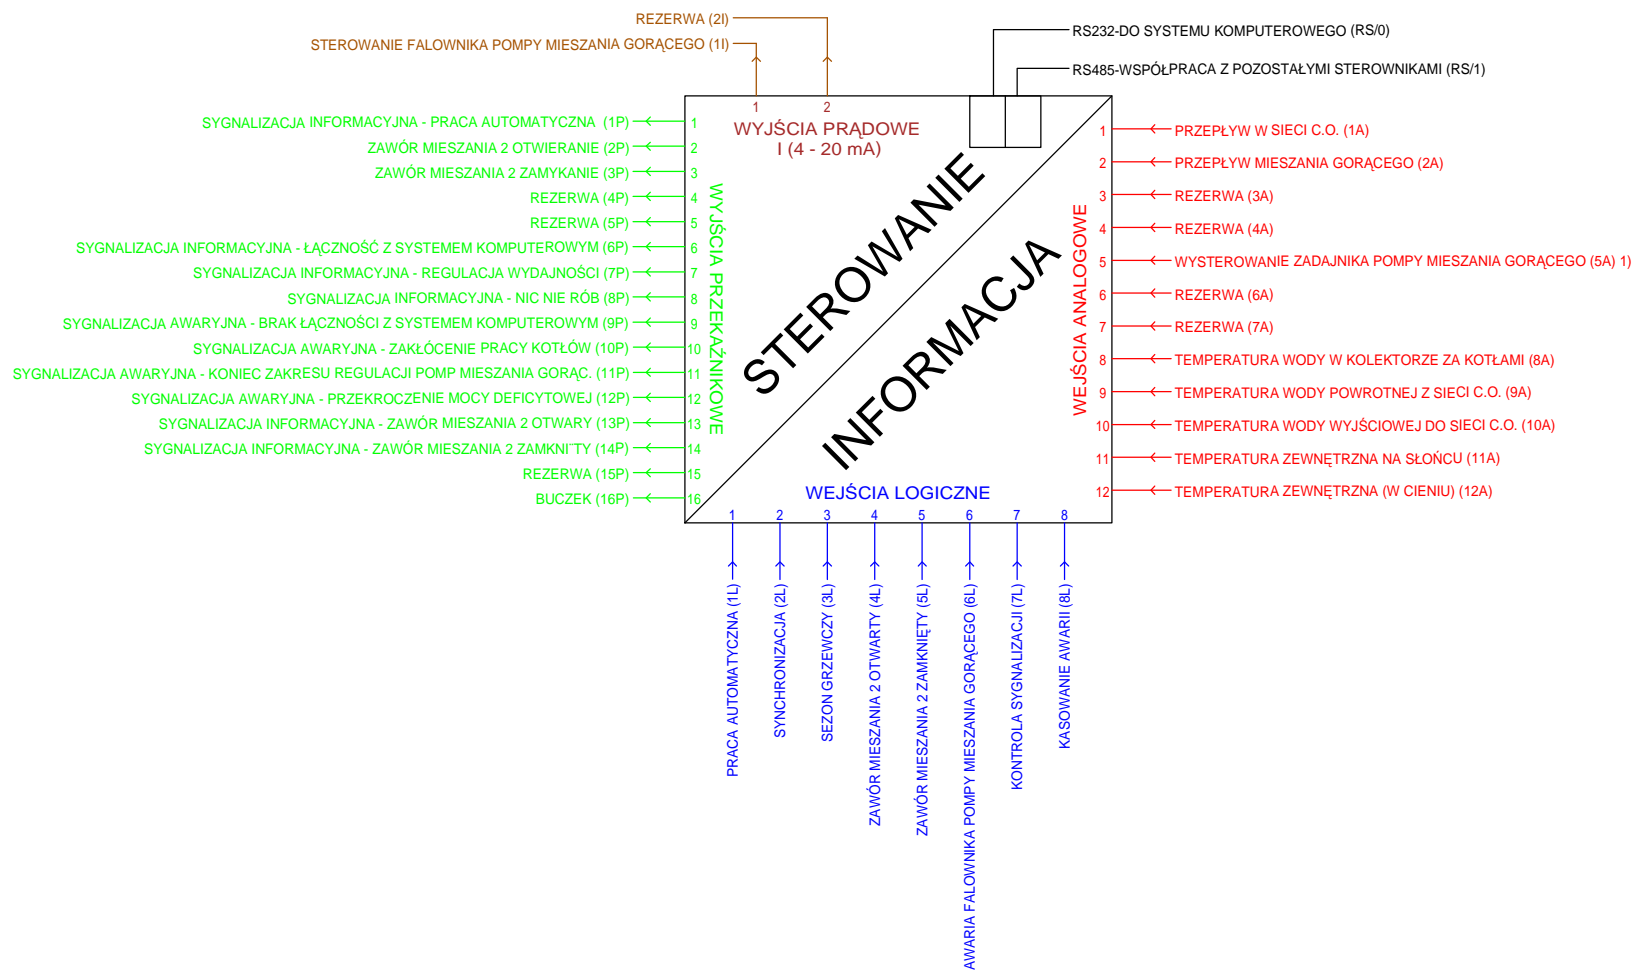 REZERWA (2I)
STEROWANIE FALOWNIKA POMPY MIESZANIA GORĄCEGO (1I)
RS232-DO SYSTEMU KOMPUTEROWEGO (RS/0)
RS485-WSPÓŁPRACA Z POZOSTAŁYMI STEROWNIKAMI (RS/1)
1 2
WYJŚCIA PRĄDOWE
I (4 - 20 mA)
SYGNALIZACJA INFORMACYJNA - PRACA AUTOMATYCZNA (1P) 1
ZAWÓR MIESZANIA 2 OTWIERANIE (2P) 2
ZAWÓR MIESZANIA 2 ZAMYKANIE (3P) 3
REZERWA (4P) 4
REZERWA (5P) 5
SYGNALIZACJA INFORMACYJNA - ŁĄCZNOŚĆ Z SYSTEMEM KOMPUTEROWYM (6P) 6
SYGNALIZACJA INFORMACYJNA - REGULACJA WYDAJNOŚCI (7P) 7
SYGNALIZACJA INFORMACYJNA - NIC NIE RÓB (8P) 8
SYGNALIZACJA AWARYJNA - BRAK ŁĄCZNOŚCI Z SYSTEMEM KOMPUTEROWYM (9P) 9
SYGNALIZACJA AWARYJNA - ZAKŁÓCENIE PRACY KOTŁÓW (10P) 10
SYGNALIZACJA AWARYJNA - KONIEC ZAKRESU REGULACJI POMP MIESZANIA GORĄC. (11P) 11
SYGNALIZACJA AWARYJNA - PRZEKROCZENIE MOCY DEFICYTOWEJ (12P) 12
SYGNALIZACJA INFORMACYJNA - ZAWÓR MIESZANIA 2 OTWARY (13P) 13
SYGNALIZACJA INFORMACYJNA - ZAWÓR MIESZANIA 2 ZAMKNI¨TY (14P) 14
REZERWA (15P) 15
BUCZEK (16P) 16
WYJŚCIA PRZEKAŹNIKOWE
STEROWANIE
INFORMACJA
WEJŚCIA ANALOGOWE
1 PRZEPŁYW W SIECI C.O. (1A)
2 PRZEPŁYW MIESZANIA GORĄCEGO (2A)
3 REZERWA (3A)
4 REZERWA (4A)
5 WYSTEROWANIE ZADAJNIKA POMPY MIESZANIA GORĄCEGO (5A) 1)
6 REZERWA (6A)
7 REZERWA (7A)
8 TEMPERATURA WODY W KOLEKTORZE ZA KOTŁAMI (8A)
9 TEMPERATURA WODY POWROTNEJ Z SIECI C.O. (9A)
10 TEMPERATURA WODY WYJŚCIOWEJ DO SIECI C.O. (10A)
11 TEMPERATURA ZEWNĘTRZNA NA SŁOŃCU (11A)
12 TEMPERATURA ZEWNĘTRZNA (W CIENIU) (12A)
WEJŚCIA LOGICZNE
1 2 3 4 5 6 7 8
PRACA AUTOMATYCZNA (1L)
SYNCHRONIZACJA (2L)
SEZON GRZEWCZY (3L)
ZAWÓR MIESZANIA 2 OTWARTY (4L)
ZAWÓR MIESZANIA 2 ZAMKNIĘTY (5L)
AWARIA FALOWNIKA POMPY MIESZANIA GORĄCEGO (6L)
KONTROLA SYGNALIZACJI (7L)
KASOWANIE AWARII (8L)